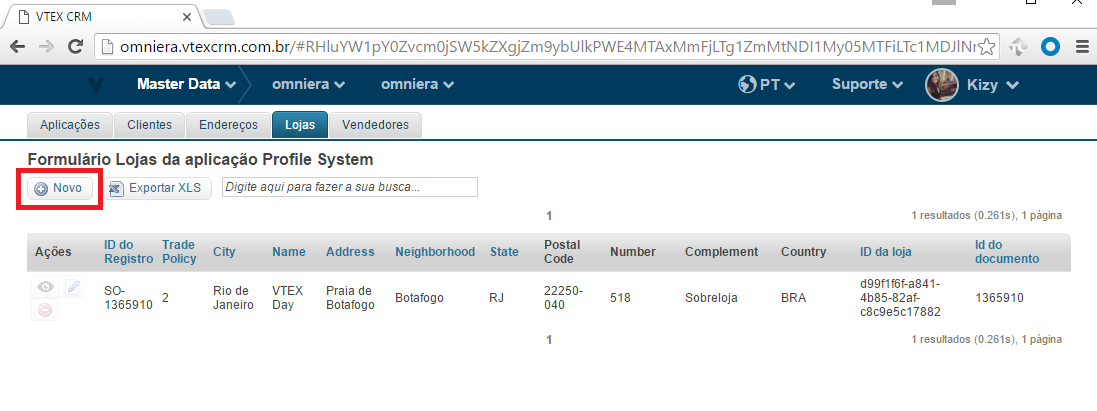 VTEX CRM
omniera.vtexcrm.com.br/#RHluYW1pY0Zvcm0jSW5kZXgjZm9ybUlkPWE4MTAxMmFjLTg1ZmMtNDI1My05MTFiLTc1MDJlNr
Master Data omniera omniera PT Suporte Kizy
Aplicações Clientes Endereços Lojas Vendedores
Formulário Lojas da aplicação Profile System
Novo Exportar XLS Digite aqui para fazer a sua busca...
1 1 resultados (0.261s), 1 página
Ações ID do Registro Trade Policy City Name Address Neighborhood State Postal Code Number Complement Country ID da loja Id do documento
SO-1365910 2 Rio de Janeiro VTEX Day Praia de Botafogo Botafogo RJ 22250-040 518 Sobreloja BRA d99f1f6f-a841-4b85-82af-c8c9e5c17882 1365910
1 1 resultados (0.261s), 1 página